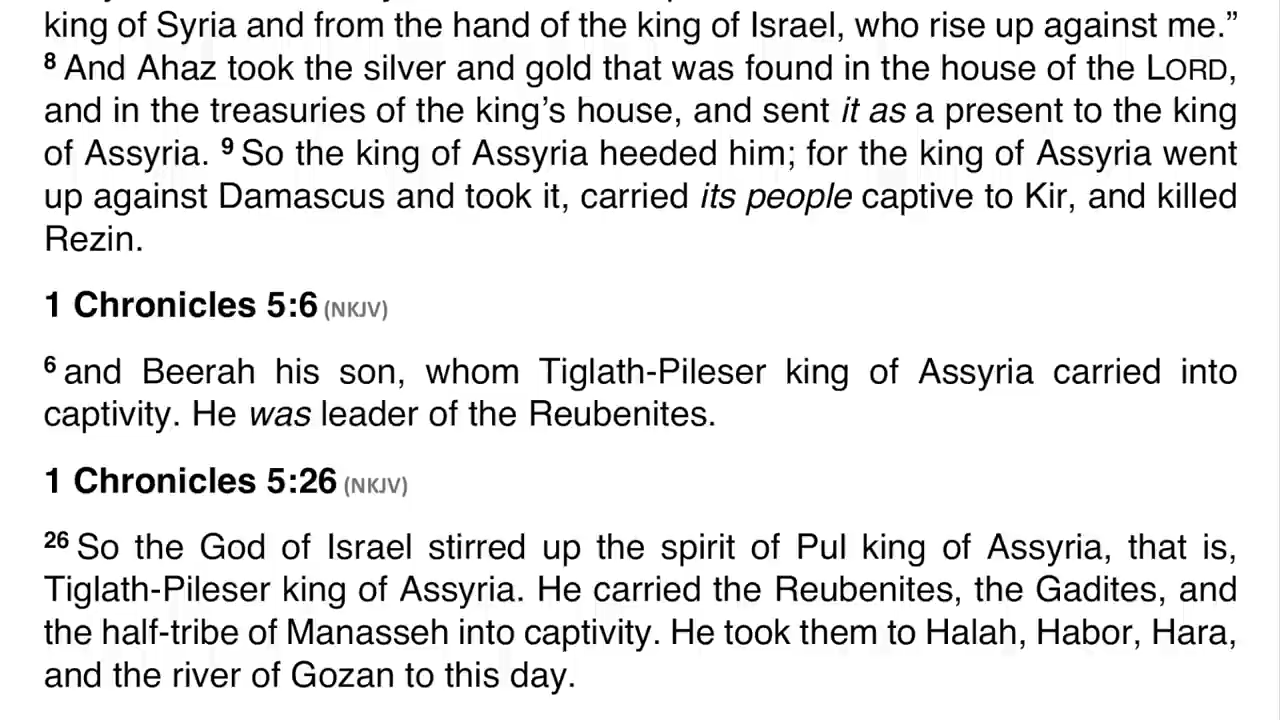 king of Syria and from the hand of the king of Israel, who rise up against me.”
8 And Ahaz took the silver and gold that was found in the house of the LORD,
and in the treasuries of the king’s house, and sent it as a present to the king
of Assyria. 9 So the king of Assyria heeded him; for the king of Assyria went
up against Damascus and took it, carried its people captive to Kir, and killed
Rezin.
1 Chronicles 5:6 (NKJV)
6 and Beerah his son, whom Tiglath-Pileser king of Assyria carried into
captivity. He was leader of the Reubenites.
1 Chronicles 5:26 (NKJV)
26 So the God of Israel stirred up the spirit of Pul king of Assyria, that is,
Tiglath-Pileser king of Assyria. He carried the Reubenites, the Gadites, and
the half-tribe of Manasseh into captivity. He took them to Halah, Habor, Hara,
and the river of Gozan to this day.